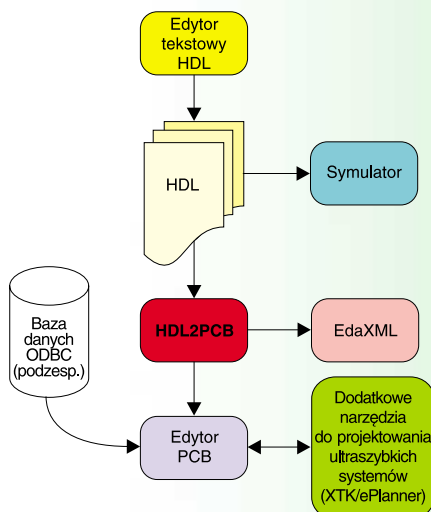 Edytor
tekstowy
HDL
HDL
Symulator
Baza
danych
ODBC
(podzesp.)
HDL2PCB
EdaXML
Edytor
PCB
Dodatkowe
narzędzia
do projektowania
ultraszybkich
systemów
(XTK/ePlanner)